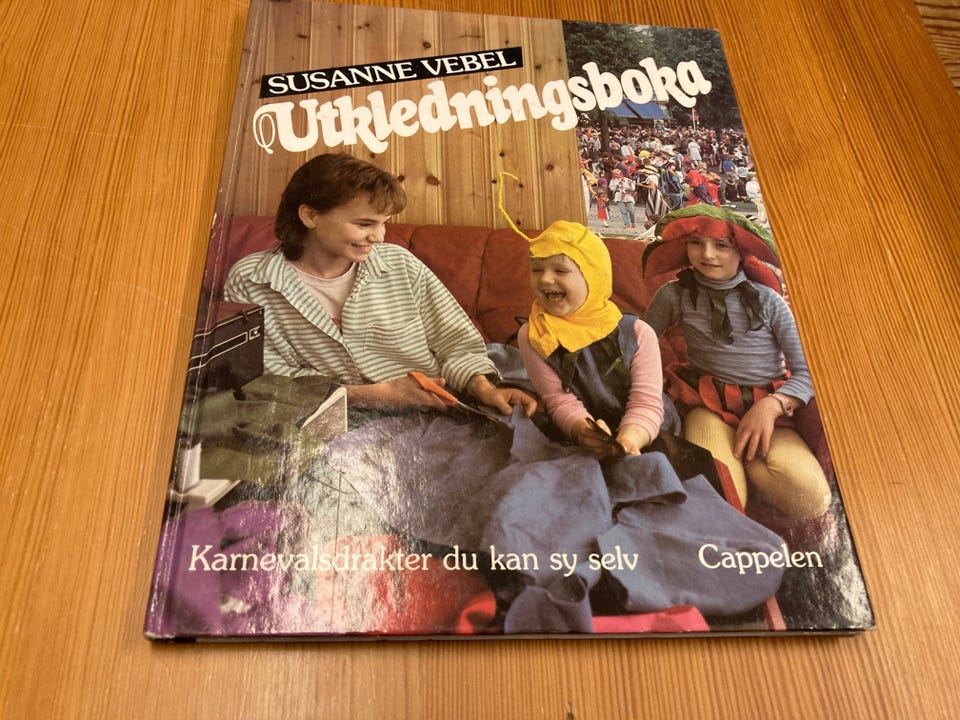 SUSANNE VEBEL
Utkledningsboka
Karnevalsdrakter du kan sy selv Cappelen